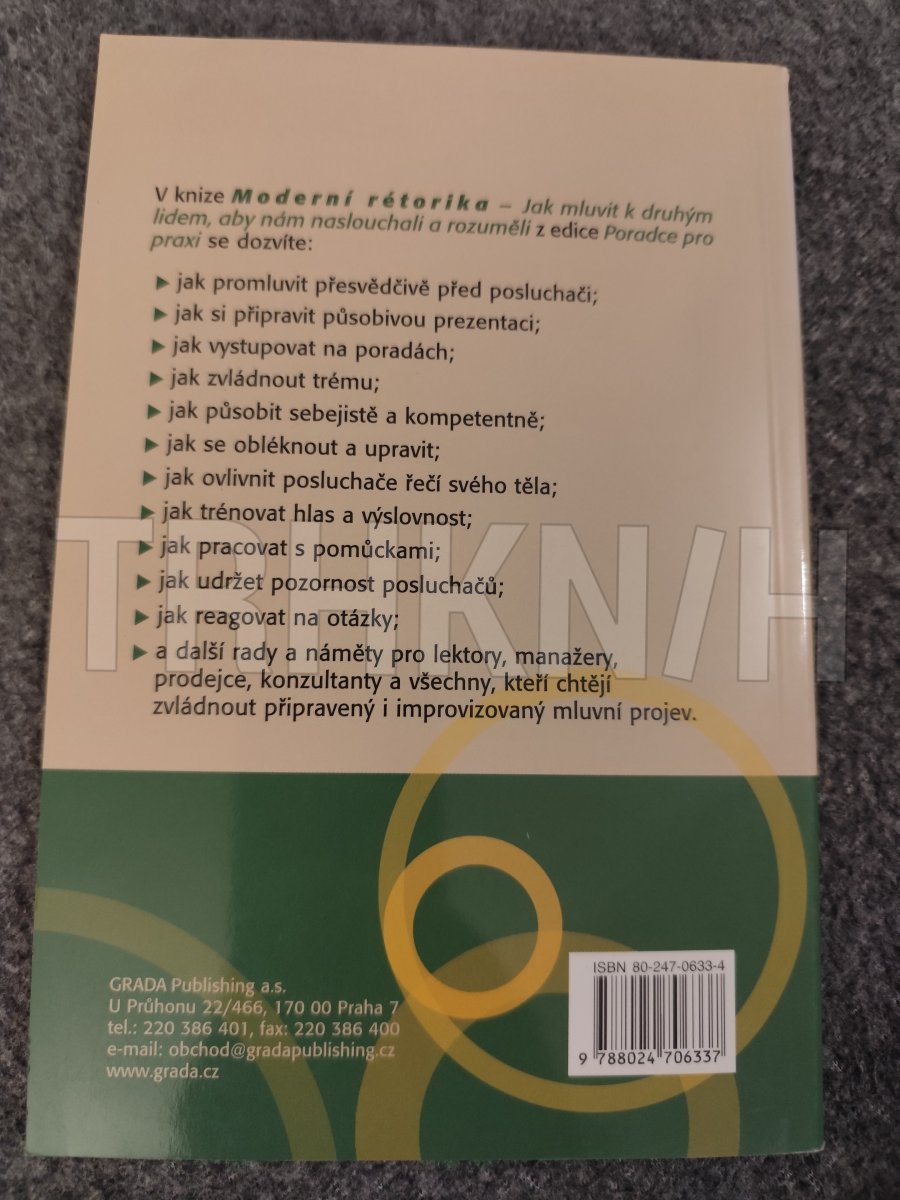 V knize Moderní rétorika – Jak mluvit k druhým
lidem, aby nám naslouchali a rozuměli z edice Poradce pro
praxi se dozvíte:
► jak promluvit přesvědčivě před posluchači;
► jak si připravit působivou prezentaci;
► jak vystupovat na poradách;
► jak zvládnout trému;
► jak působit sebejistě a kompetentně;
► jak se obléknout a upravit;
► jak ovlivnit posluchače řečí svého těla;
► jak trénovat hlas a výslovnost;
TRHKNIH
► jak pracovat s pomůckami;
► jak udržet pozornost posluchačů;
► jak reagovat na otázky;
► a další rady a náměty pro lektory, manažery,
prodejce, konzultanty a všechny, kteří chtějí
zvládnout připravený i improvizovaný mluvní projev.
GRADA Publishing a.s.
U Průhonu 22/466, 170 00 Praha 7
tel.: 220 386 401, fax: 220 386 400
e-mail: obchod@gradapublishing.cz
www.grada.cz
ISBN 80-247-0633-4
9 788024 706337